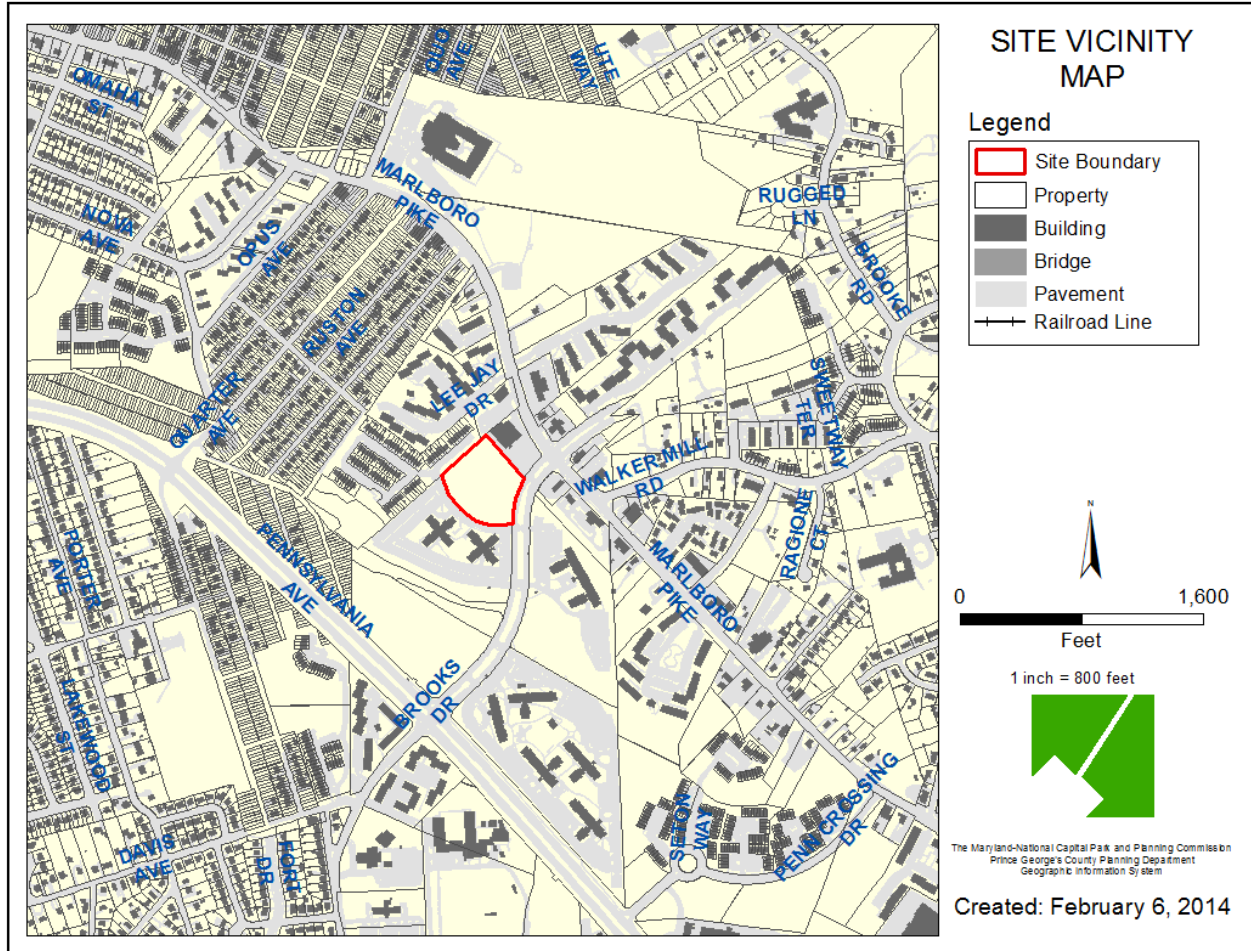 SITE VICINITY
MAP
Legend
Site Boundary
Property
Building
Bridge
Pavement
Railroad Line
N
0 1,600
Feet
1 inch = 800 feet
The Maryland-National Capital Park and Planning Commission
Prince George's County Planning Department
Geographic Information System
Created: February 6, 2014
OMAHA
ST
DUD
AVE
UTE
WAY
MARLBORO
PIKE
RUGGED
LN
NOVA
AVE
OPUS
AVE
BROOKE
RD
RUSTON
AVE
LEE JAY
DR
SWEETWAY
TER
QUARTER
AVE
WALKER MILL
RD
RAGIONE
CT
PORTER
AVE
PENNSYLVANIA
AVE
MARLBORO
PIKE
BROOKS
DR
LAKEWOOD
ST
SETON
WAY
PENN CROSSING
DR
DAVIS
AVE
FORT
DR